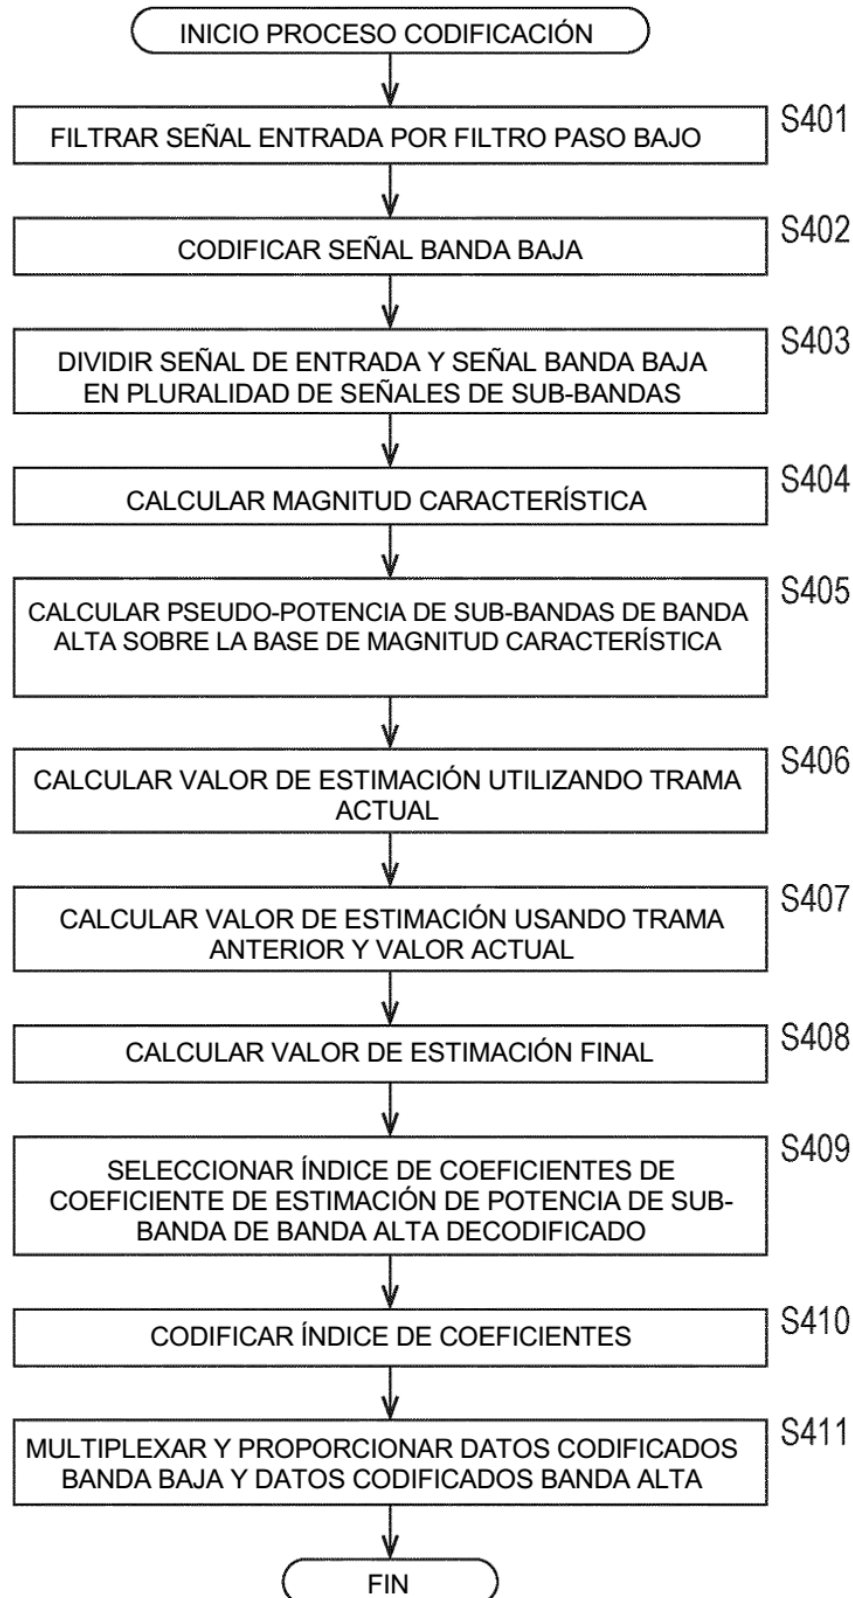 INICIO PROCESO CODIFICACIÓN
S401
FILTRAR SEÑAL ENTRADA POR FILTRO PASO BAJO
S402
CODIFICAR SEÑAL BANDA BAJA
S403
DIVIDIR SEÑAL DE ENTRADA Y SEÑAL BANDA BAJA
EN PLURALIDAD DE SEÑALES DE SUB-BANDAS
S404
CALCULAR MAGNITUD CARACTERÍSTICA
S405
CALCULAR PSEUDO-POTENCIA DE SUB-BANDAS DE BANDA
ALTA SOBRE LA BASE DE MAGNITUD CARACTERÍSTICA
S406
CALCULAR VALOR DE ESTIMACIÓN UTILIZANDO TRAMA
ACTUAL
S407
CALCULAR VALOR DE ESTIMACIÓN USANDO TRAMA
ANTERIOR Y VALOR ACTUAL
S408
CALCULAR VALOR DE ESTIMACIÓN FINAL
S409
SELECCIONAR ÍNDICE DE COEFICIENTES DE
COEFICIENTE DE ESTIMACIÓN DE POTENCIA DE SUB-
BANDA DE BANDA ALTA DECODIFICADO
S410
CODIFICAR ÍNDICE DE COEFICIENTES
S411
MULTIPLEXAR Y PROPORCIONAR DATOS CODIFICADOS
BANDA BAJA Y DATOS CODIFICADOS BANDA ALTA
FIN